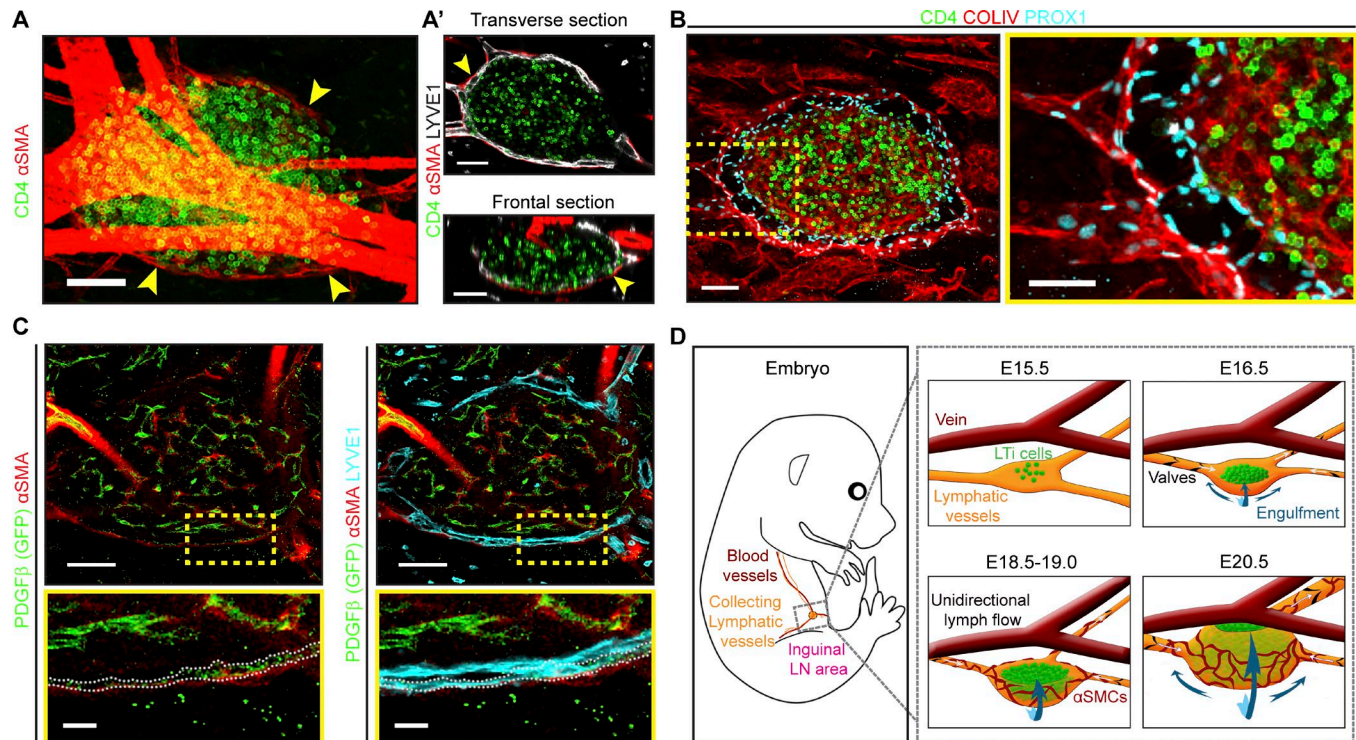 A
CD4 αSMA
A'
Transverse section
CD4 αSMA LYVE1
Frontal section
B
CD4 COLIV PROX1
C
PDGFβ (GFP) αSMA
PDGFβ (GFP) αSMA LYVE1
D
Embryo
Blood
vessels
Collecting
Lymphatic
vessels
Inguinal
LN area
E15.5
Vein
LTi cells
Lymphatic
vessels
E16.5
Valves
Engulfment
E18.5-19.0
Unidirectional
lymph flow
αSMCs
E20.5